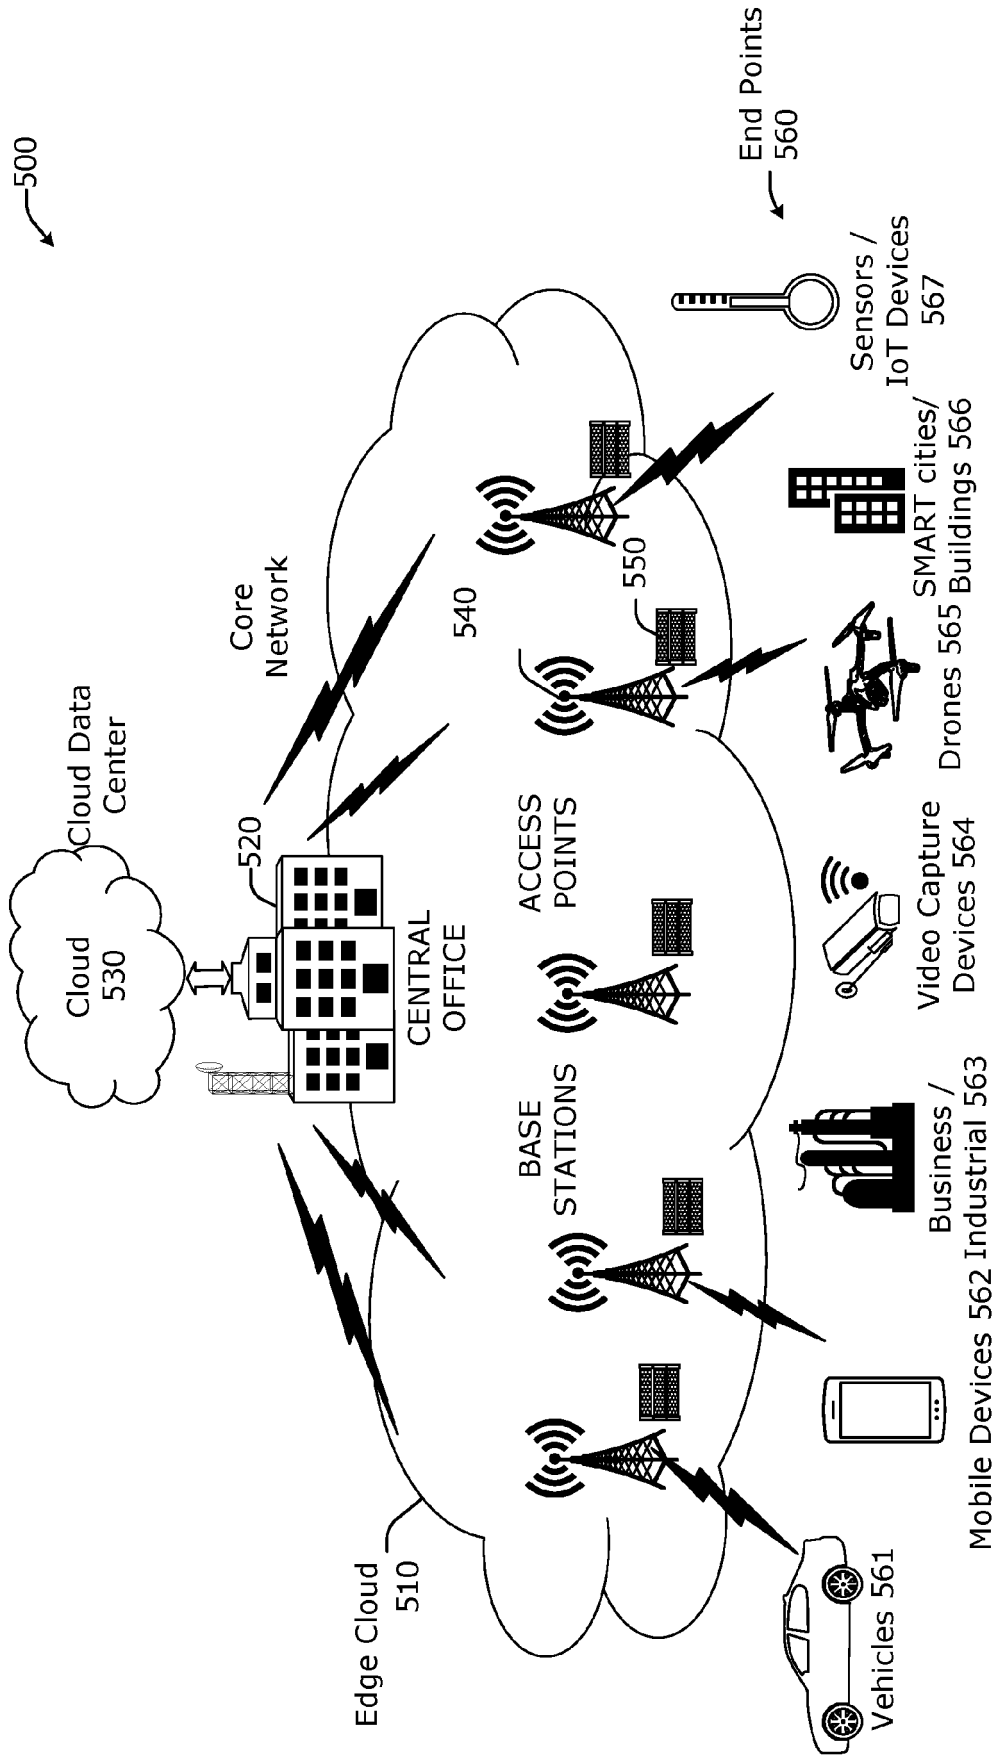 500
Cloud
530
Cloud Data
Center
520
Core
Network
CENTRAL
OFFICE
Edge Cloud
510
540
BASE
STATIONS
ACCESS
POINTS
550
End Points
560
Vehicles 561
Mobile Devices 562
Business /
Industrial 563
Video Capture
Devices 564
Drones 565
SMART cities/
Buildings 566
Sensors /
IoT Devices
567